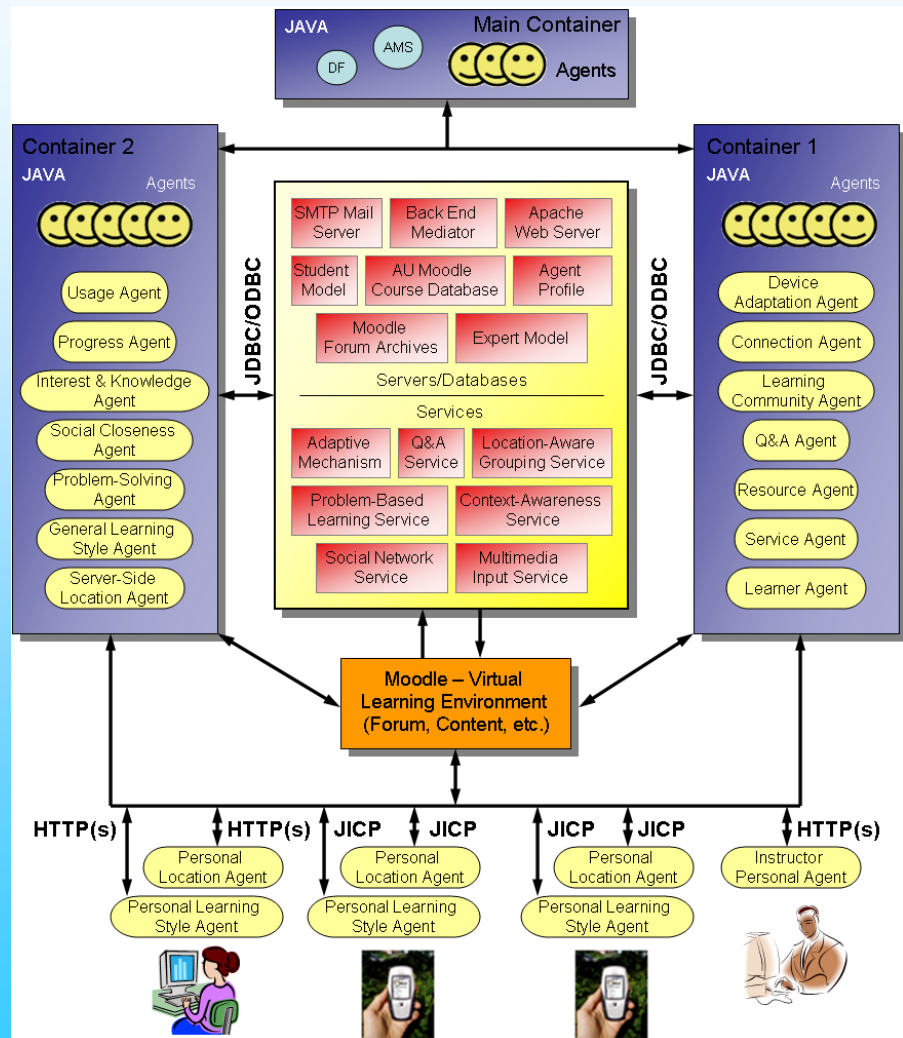 JAVA
Main Container
AMS
DF
Agents
Container 2
JAVA
Agents
Usage Agent
Progress Agent
Interest & Knowledge
Agent
Social Closeness
Agent
Problem-Solving
Agent
General Learning
Style Agent
Server-Side
Location Agent
JDBC/ODBC
SMTP Mail
Server
Back End
Mediator
Apache
Web Server
Student
Model
AU Moodle
Course Database
Agent
Profile
Moodle
Forum Archives
Expert Model
Servers/Databases
Services
Adaptive
Mechanism
Q&A
Service
Location-Aware
Grouping Service
Problem-Based
Learning Service
Context-Awareness
Service
Social Network
Service
Multimedia
Input Service
JDBC/ODBC
Container 1
JAVA
Agents
Device
Adaptation Agent
Connection Agent
Learning
Community Agent
Q&A Agent
Resource Agent
Service Agent
Learner Agent
Moodle – Virtual
Learning Environment
(Forum, Content, etc.)
HTTP(s)
HTTP(s)
JICP
JICP
JICP
JICP
HTTP(s)
Personal
Location Agent
Personal Learning
Style Agent
Personal
Location Agent
Personal Learning
Style Agent
Personal
Location Agent
Personal Learning
Style Agent
Instructor
Personal Agent